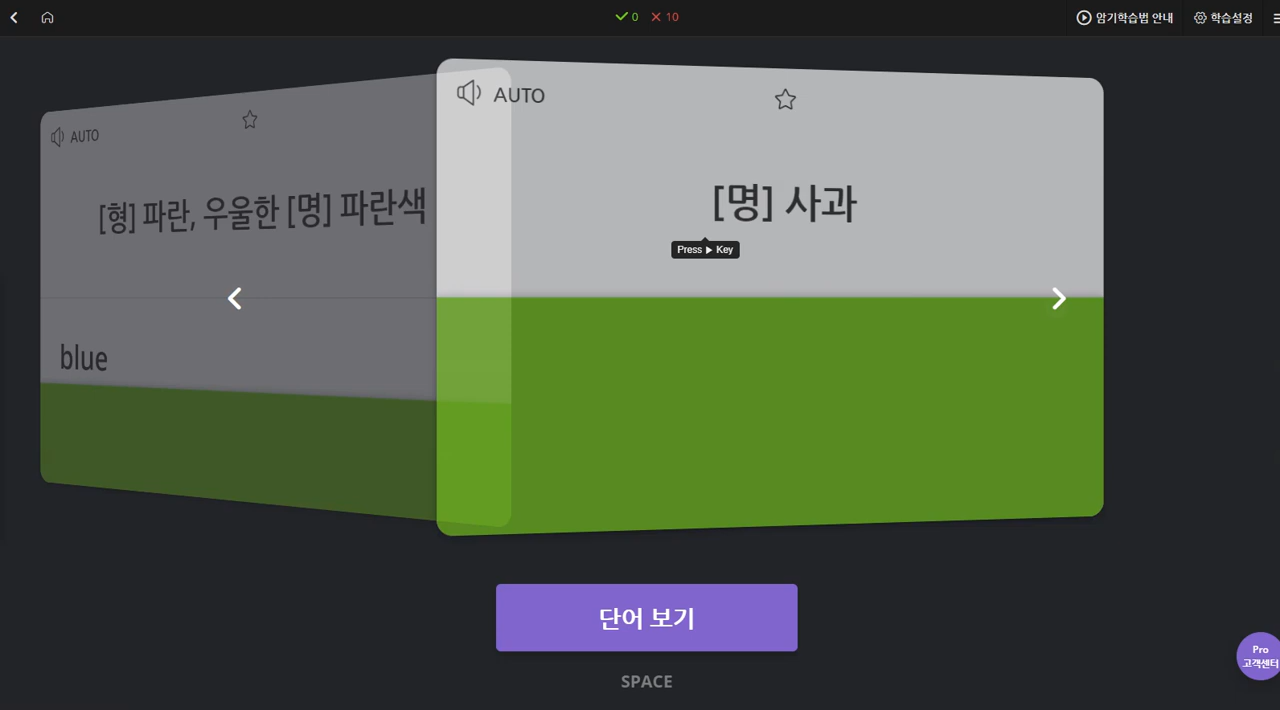 0 10 암기학습법 안내 학습설정
AUTO
[형] 파란, 우울한 [명] 파란색
blue
AUTO
[명] 사과
Press ▶ Key
단어 보기
SPACE
Pro
고객센터